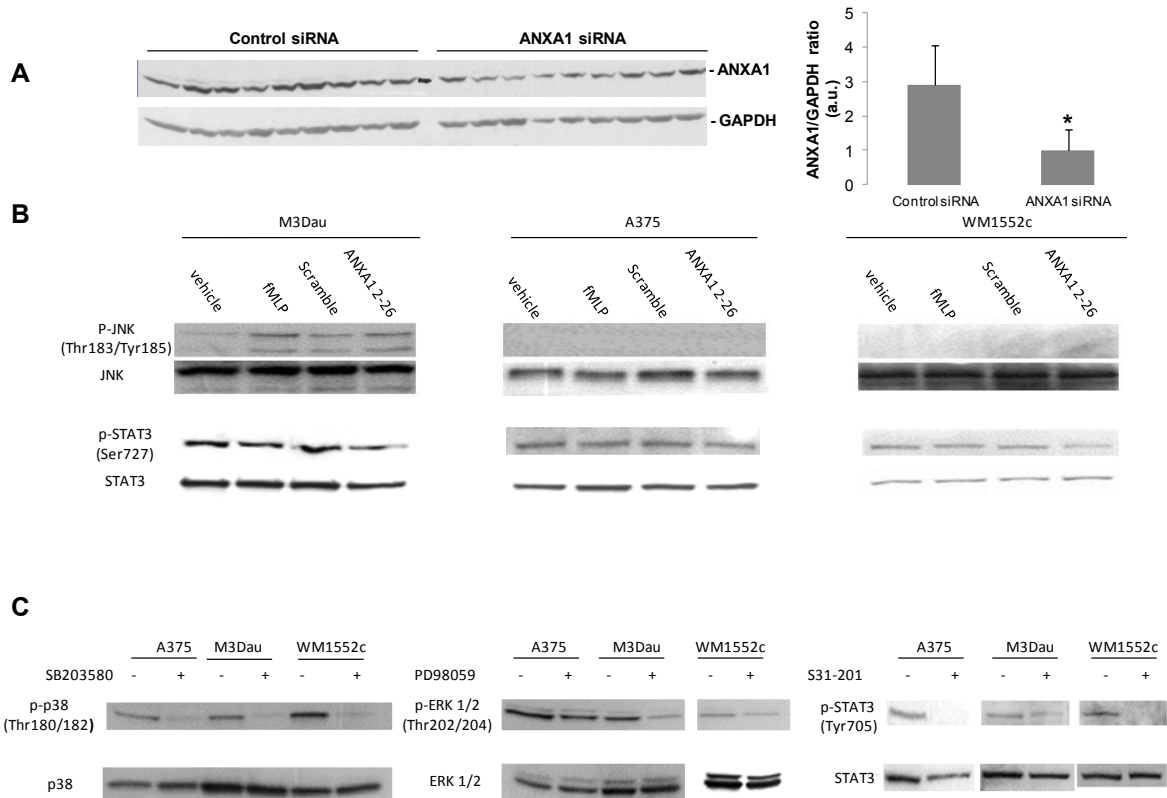 A
Control siRNA
ANXA1 siRNA
- ANXA1
- GAPDH
ANXA1/GAPDH ratio
(a.u.)
5
4
3
2
1
0
*
Control siRNA
ANXA1 siRNA
B
M3Dau
A375
WM1552c
vehicle
fMLP
Scramble
ANXA1 2-26
vehicle
fMLP
Scramble
ANXA1 2-26
vehicle
fMLP
Scramble
ANXA1 2-26
P-JNK
(Thr183/Tyr185)
JNK
p-STAT3
(Ser727)
STAT3
C
A375
M3Dau
WM1552c
SB203580
- + - + - +
p-p38
(Thr180/182)
p38
A375
M3Dau
WM1552c
PD98059
- + - + - +
p-ERK 1/2
(Thr202/204)
ERK 1/2
A375
M3Dau
WM1552c
S31-201
- + - + - +
p-STAT3
(Tyr705)
STAT3